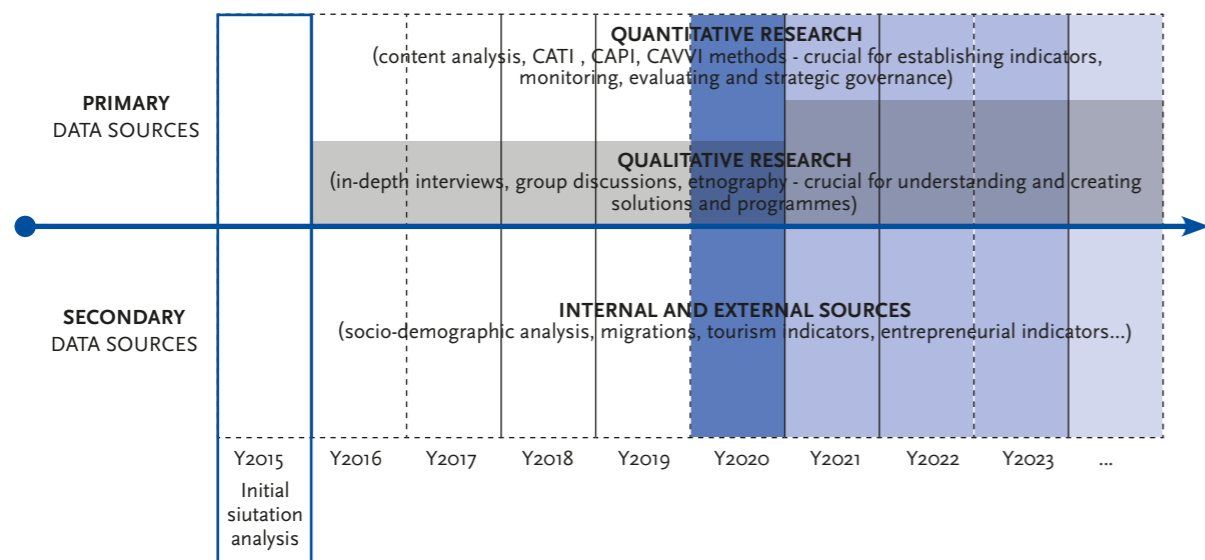 QUANTITATIVE RESEARCH
(content analysis, CATI , CAPI, CAVVI methods - crucial for establishing indicators,
monitoring, evaluating and strategic governance)
PRIMARY
DATA SOURCES
QUALITATIVE RESEARCH
(in-depth interviews, group discussions, etnography - crucial for understanding and creating
solutions and programmes)
SECONDARY
DATA SOURCES
INTERNAL AND EXTERNAL SOURCES
(socio-demographic analysis, migrations, tourism indicators, entrepreneurial indicators...)
Y2015 Y2016 Y2017 Y2018 Y2019 Y2020 Y2021 Y2022 Y2023 ...
Initial
siutation
analysis